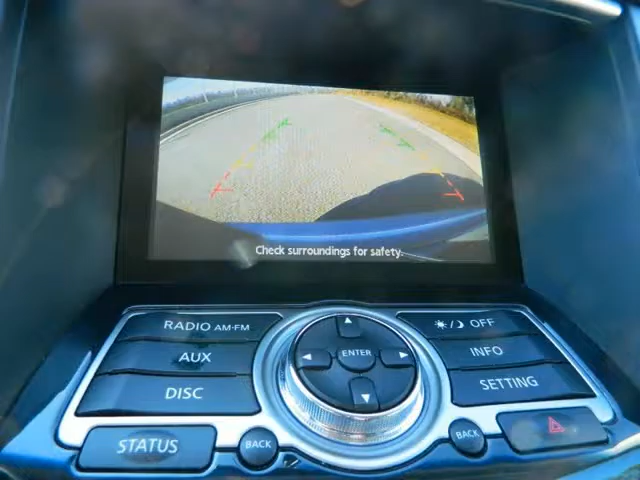 Check surroundings for safety.
RADIO AM·FM
OFF
AUX
ENTER
INFO
DISC
SETTING
STATUS
BACK
BACK